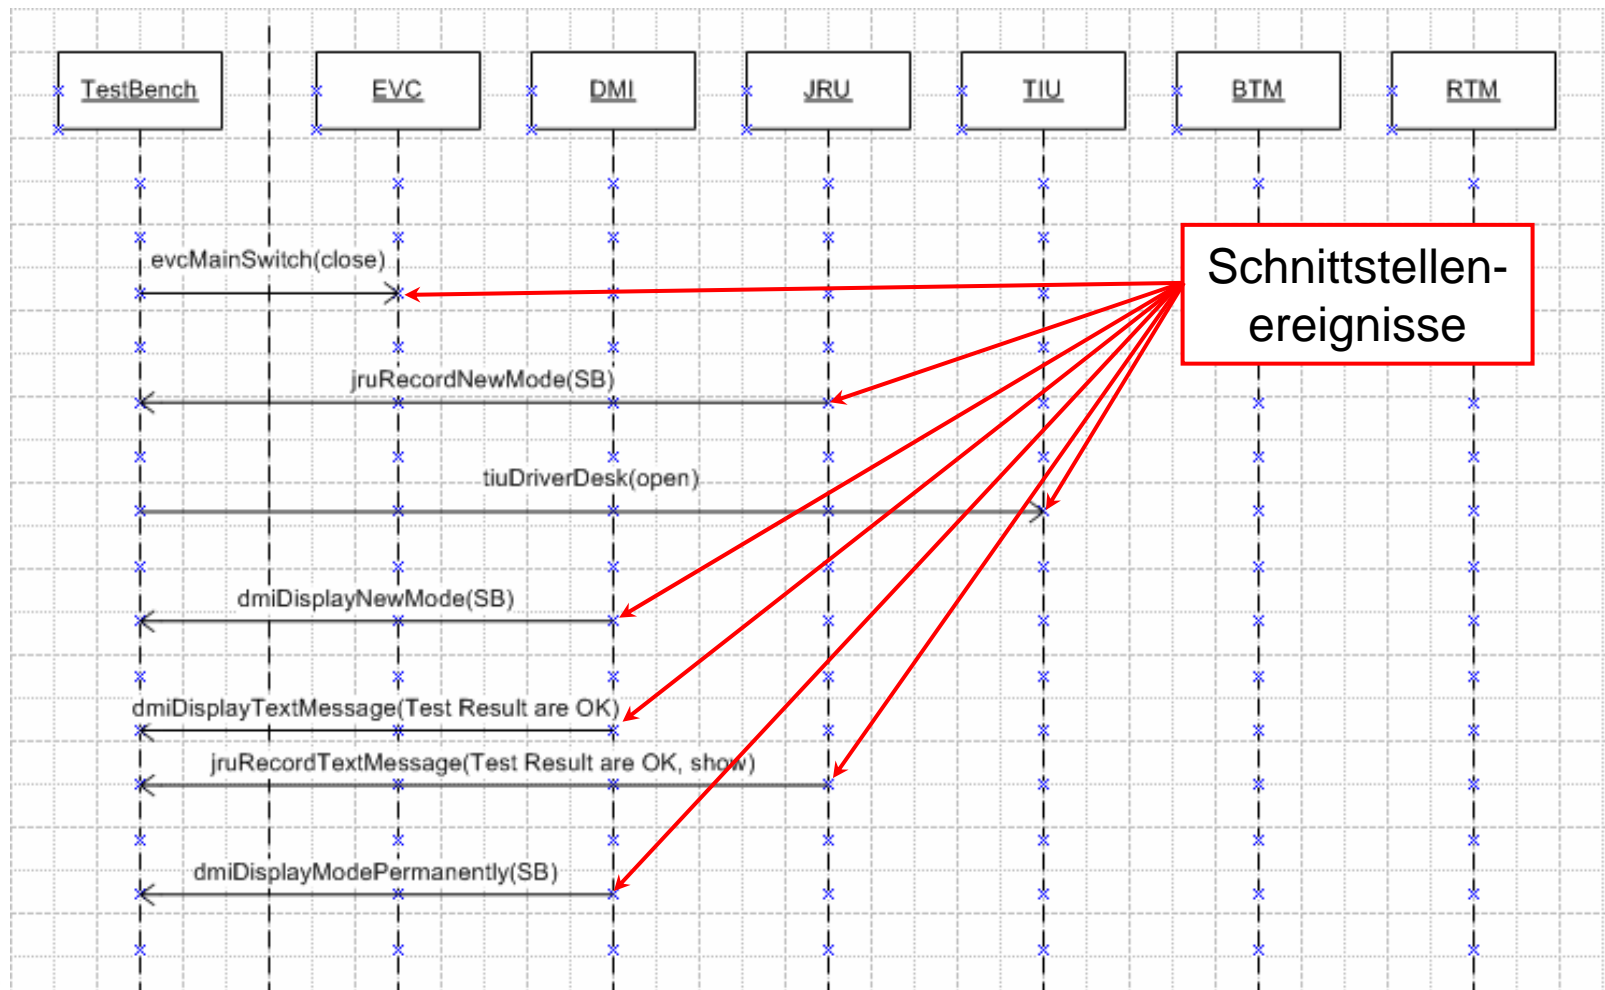 TestBench
EVC
DMI
JRU
TIU
BTM
RTM
Schnittstellen-
ereignisse
evcMainSwitch(close)
jruRecordNewMode(SB)
tiuDriverDesk(open)
dmiDisplayNewMode(SB)
dmiDisplayTextMessage(Test Result are OK)
jruRecordTextMessage(Test Result are OK, show)
dmiDisplayModePermanently(SB)